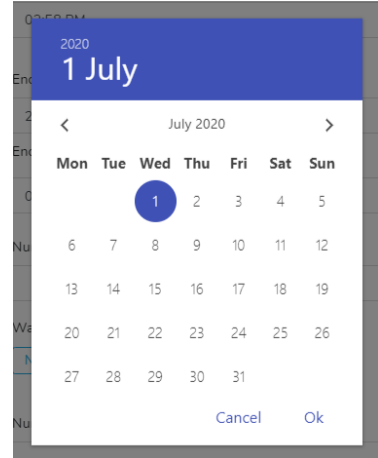 2020
1 July
July 2020
Mon Tue Wed Thu Fri Sat Sun
1 2 3 4 5
6 7 8 9 10 11 12
13 14 15 16 17 18 19
20 21 22 23 24 25 26
27 28 29 30 31
Cancel Ok